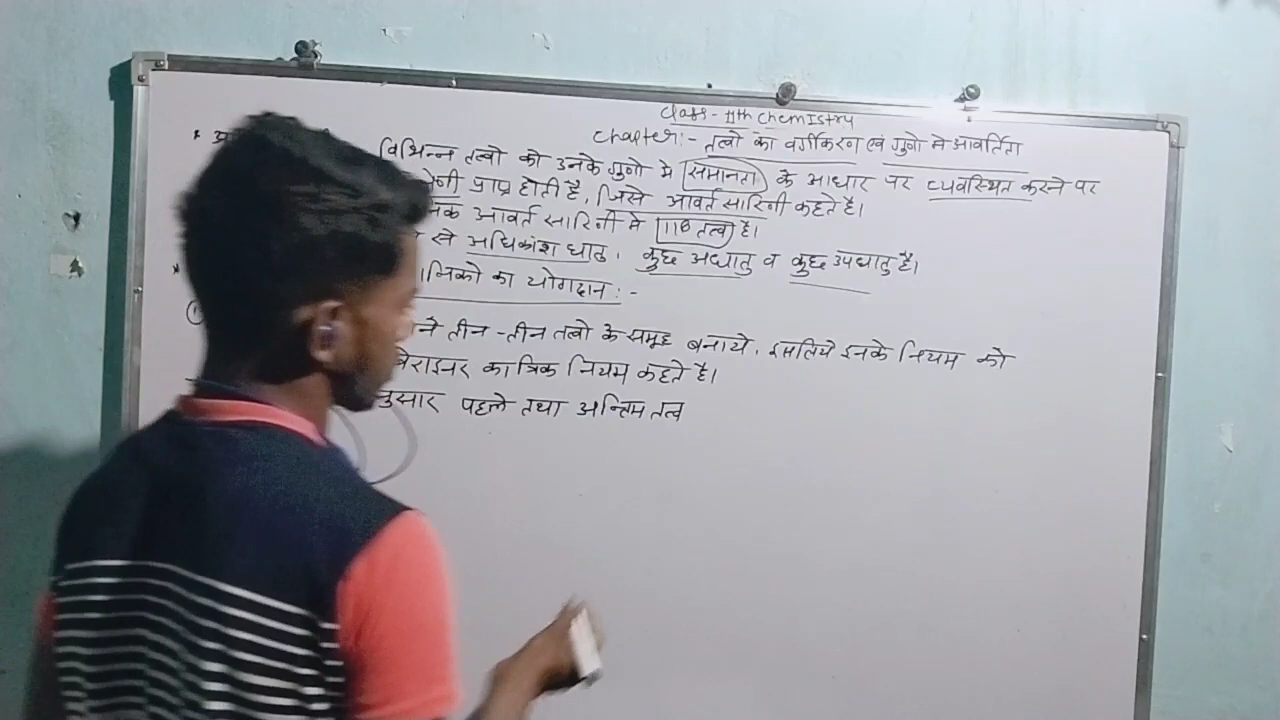 Class - 11th Chemistry
Chapter:- तत्वो का वर्गीकरण एवं गुणो मे आवर्तिता
विभिन्न तत्वो को उनके गुणो मे समानता के आधार पर व्यवस्थित करने पर
प्राप्त होती है, जिसे आवर्त सारिनी कहते है।
आवर्त सारिनी मे 118 तत्व है।
से अधिकांश धातु, कुछ अधातु व कुछ उपधातु है।
का योगदान :-
ने तीन-तीन तत्वो के समूह बनाये, इसलिये इनके नियम को
का त्रिक नियम कहते है।
नुसार पहले तथा अन्तिम तत्व